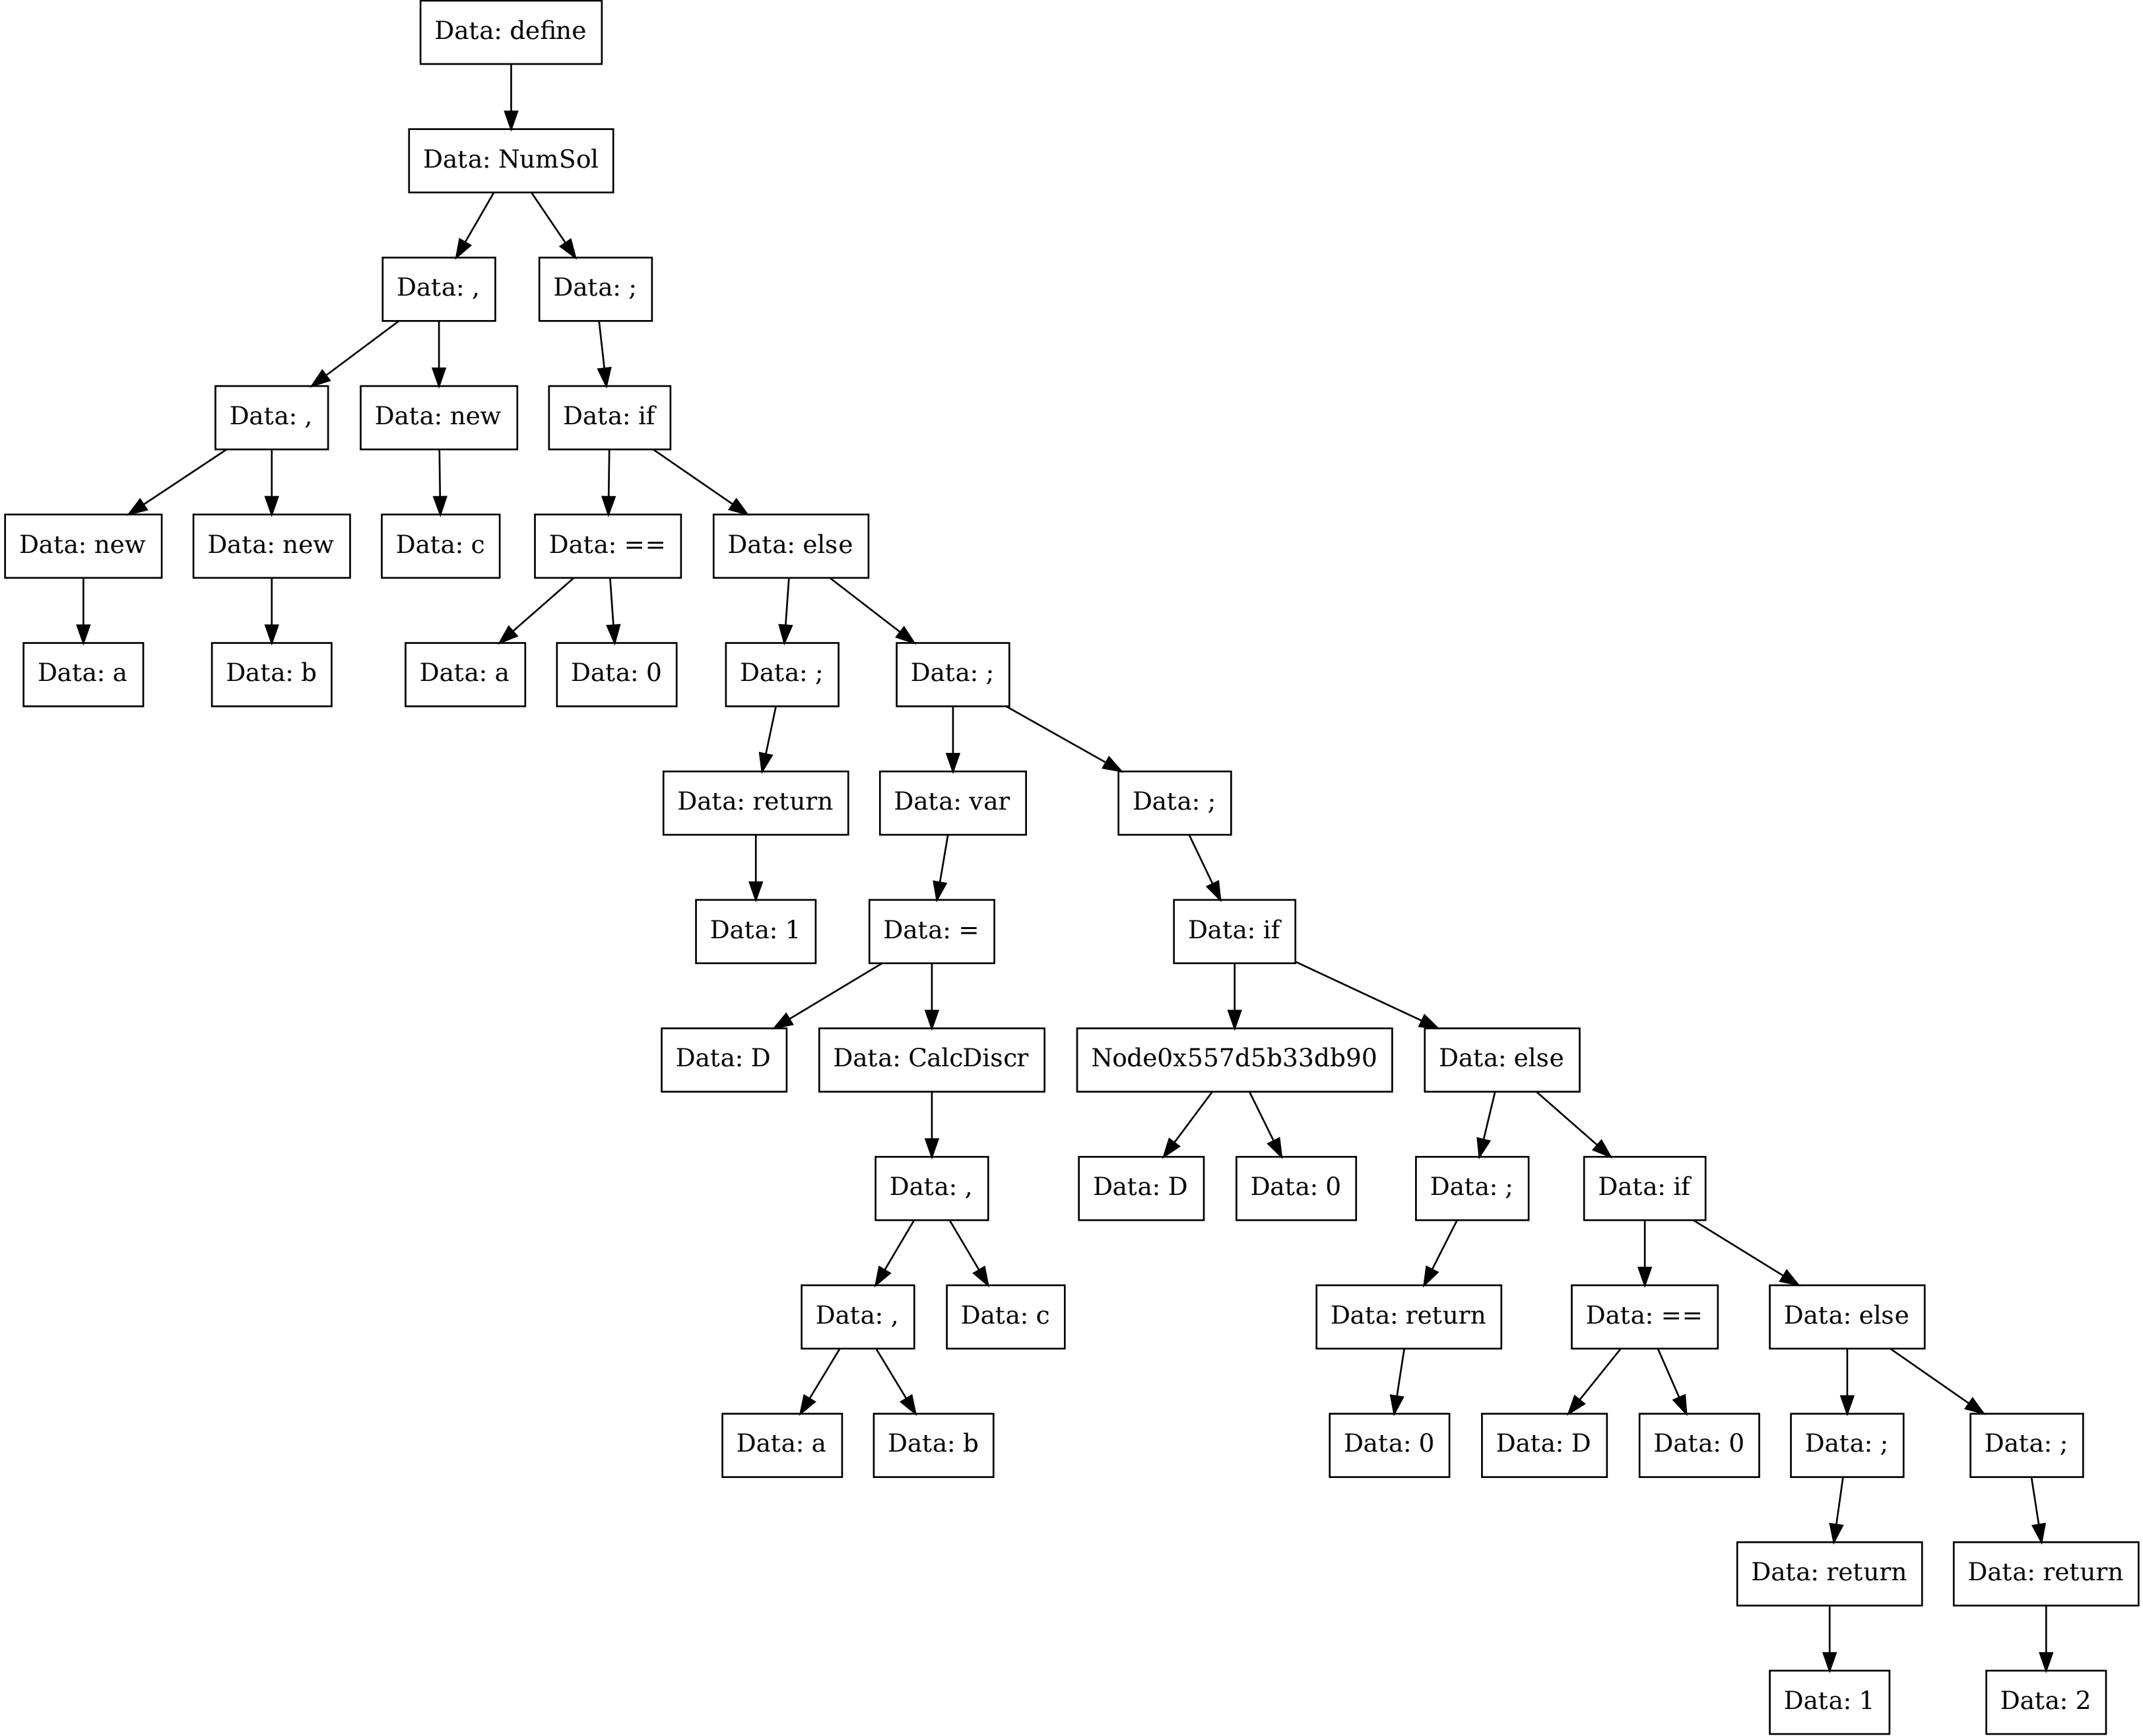 Data: define
Data: NumSol
Data: ,
Data: ;
Data: ,
Data: new
Data: if
Data: new
Data: new
Data: c
Data: ==
Data: else
Data: a
Data: b
Data: a
Data: 0
Data: ;
Data: ;
Data: return
Data: var
Data: ;
Data: 1
Data: =
Data: if
Data: D
Data: CalcDiscr
Node0x557d5b33db90
Data: else
Data: ,
Data: D
Data: 0
Data: ;
Data: if
Data: ,
Data: c
Data: return
Data: ==
Data: else
Data: a
Data: b
Data: 0
Data: D
Data: 0
Data: ;
Data: ;
Data: return
Data: return
Data: 1
Data: 2